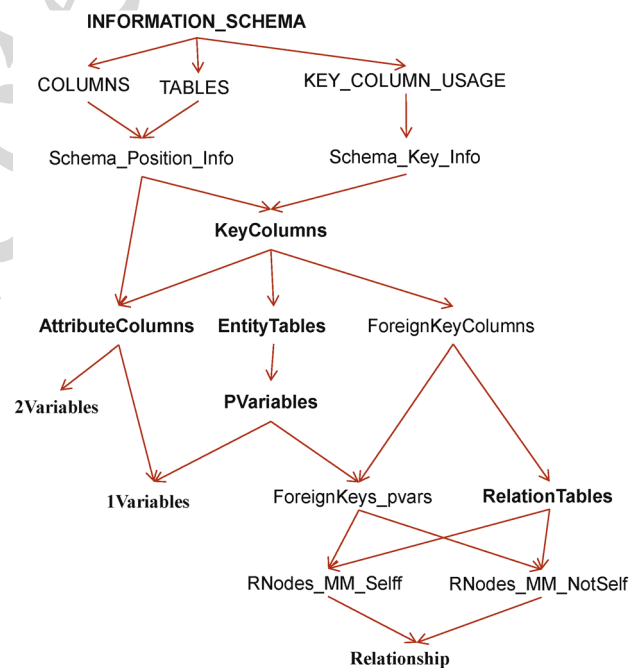 INFORMATION_SCHEMA
COLUMNS
TABLES
KEY_COLUMN_USAGE
Schema_Position_Info
Schema_Key_Info
KeyColumns
AttributeColumns
EntityTables
ForeignKeyColumns
2Variables
PVariables
1Variables
ForeignKeys_pvars
RelationTables
RNodes_MM_Selff
RNodes_MM_NotSelf
Relationship